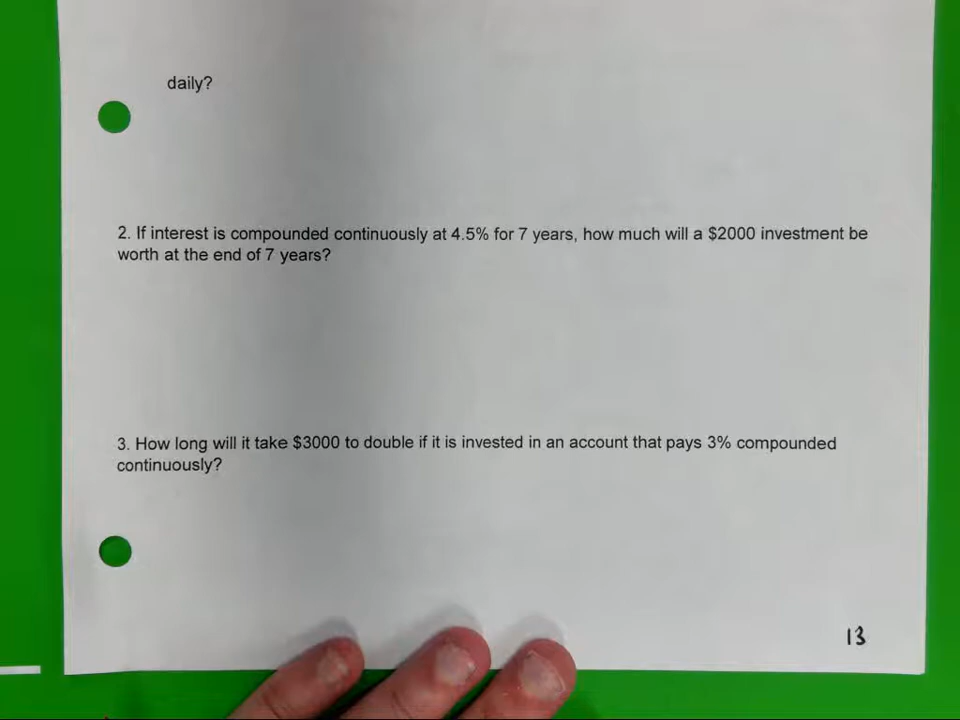 daily?
2. If interest is compounded continuously at 4.5% for 7 years, how much will a $2000 investment be
worth at the end of 7 years?
3. How long will it take $3000 to double if it is invested in an account that pays 3% compounded
continuously?
13